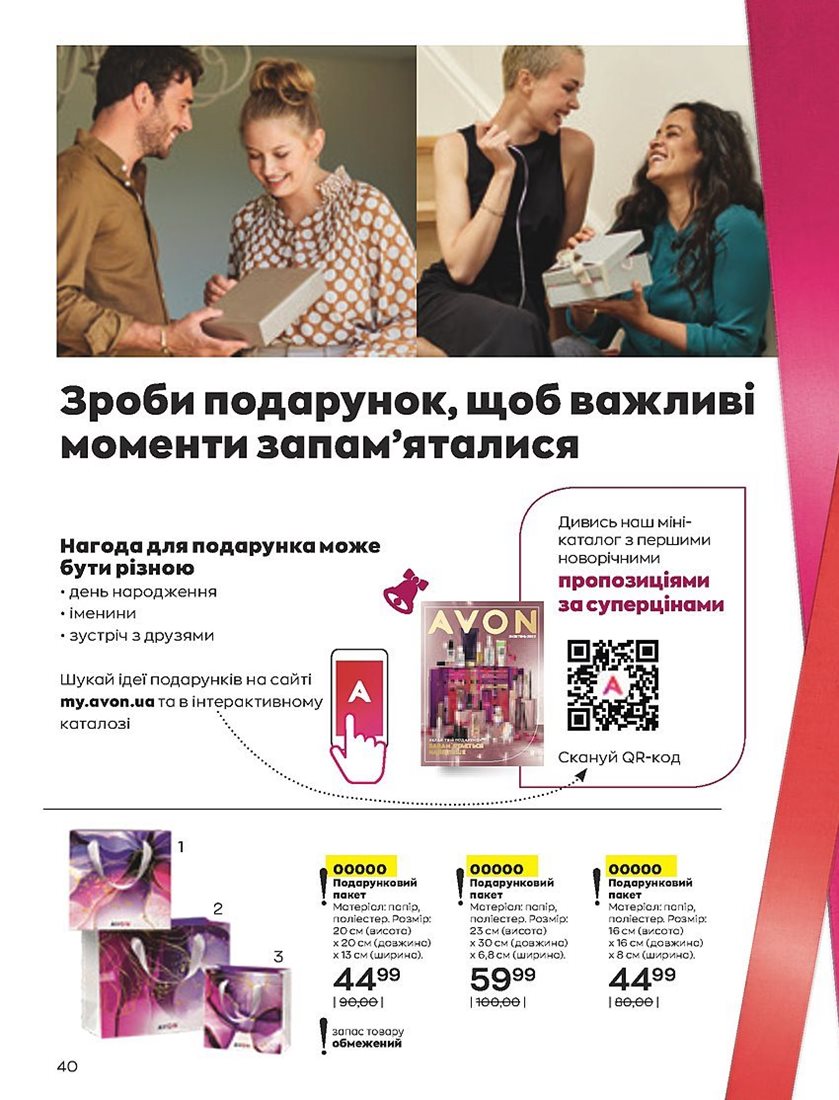 Зроби подарунок, щоб важливі
моменти запам’яталися
Нагода для подарунка може
бути різною
• день народження
• іменини
• зустріч з друзями
Шукай ідеї подарунків на сайті
my.avon.ua та в інтерактивному
каталозі
A
AVON
Дивись наш міні-
каталог з першими
новорічними
пропозиціями
за суперцінами
A
Скануй QR-код
1
2
3
AVON
AVON
00000
Подарунковий
пакет
Матеріал: папір,
поліестер. Розмір:
20 см (висота)
х 20 см (довжина)
х 13 см (ширина).
4499
| 90,00 |
запас товару
обмежений
00000
Подарунковий
пакет
Матеріал: папір,
поліестер. Розмір:
23 см (висота)
х 30 см (довжина)
х 6,8 см (ширина).
5999
| 100,00 |
00000
Подарунковий
пакет
Матеріал: папір,
поліестер. Розмір:
16 см (висота)
х 16 см (довжина)
х 8 см (ширина).
4499
| 80,00 |
40